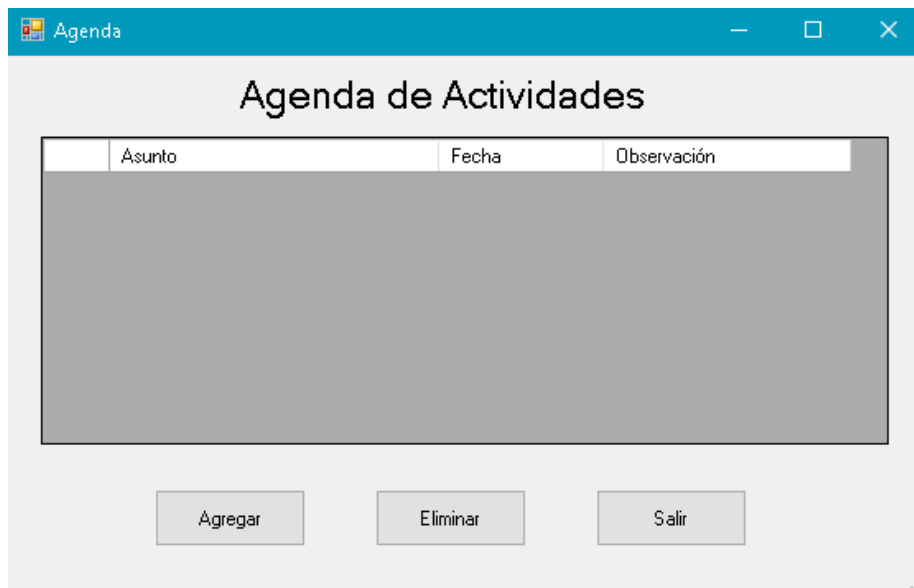 Agenda
Agenda de Actividades
Asunto Fecha Observación
Agregar Eliminar Salir